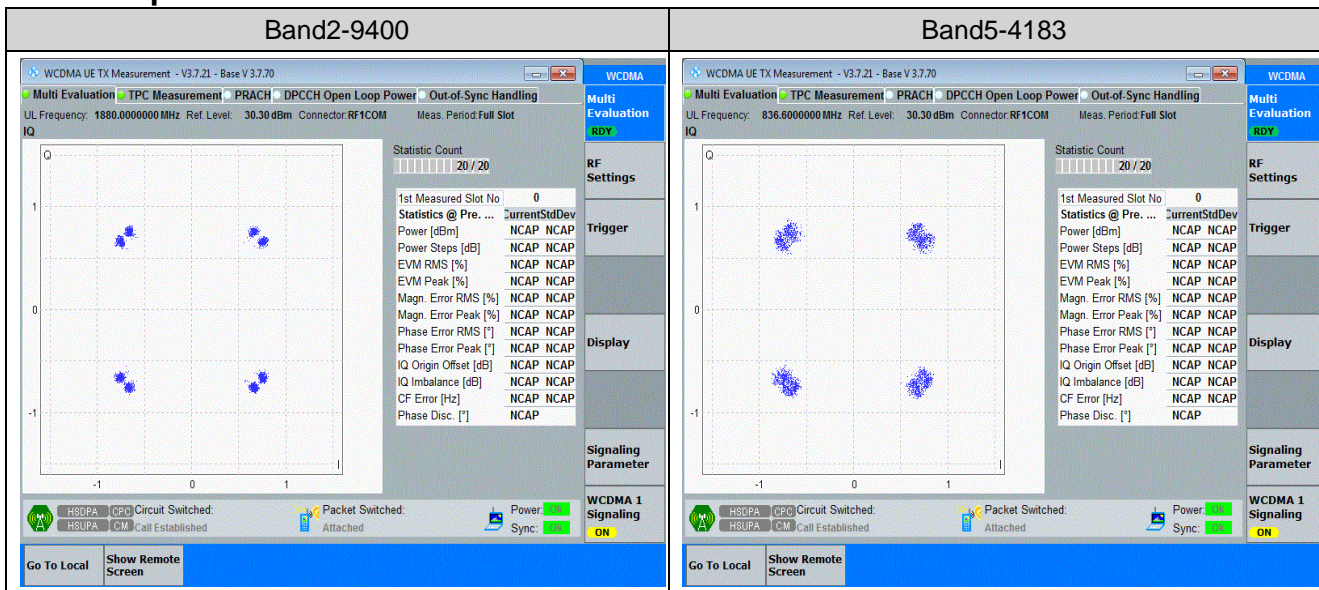 Band2-9400
WCDMA UE TX Measurement - V3.7.21 - Base V 3.7.70
Multi Evaluation TPC Measurement PRACH DPCCH Open Loop Power Out-of-Sync Handling
UL Frequency: 1880.0000000 MHz Ref. Level: 30.30 dBm Connector: RF1COM Meas. Period: Full Slot
IQ
Q
1
0
-1
-1 0 1
I
Statistic Count
20 / 20
1st Measured Slot No 0
Statistics @ Pre. ... Current StdDev
Power [dBm] NCAP NCAP
Power Steps [dB] NCAP NCAP
EVM RMS [%] NCAP NCAP
EVM Peak [%] NCAP NCAP
Magn. Error RMS [%] NCAP NCAP
Magn. Error Peak [%] NCAP NCAP
Phase Error RMS [°] NCAP NCAP
Phase Error Peak [°] NCAP NCAP
IQ Origin Offset [dB] NCAP NCAP
IQ Imbalance [dB] NCAP NCAP
CF Error [Hz] NCAP NCAP
Phase Disc. [°] NCAP
WCDMA
Multi
Evaluation
RDY
RF
Settings
Trigger
Display
Signaling
Parameter
WCDMA 1
Signaling
ON
HSDPA CPC Circuit Switched: Packet Switched: Power: Ok
HSUPA CM Call Established Attached Sync: Ok
Go To Local
Show Remote
Screen
Band5-4183
WCDMA UE TX Measurement - V3.7.21 - Base V 3.7.70
Multi Evaluation TPC Measurement PRACH DPCCH Open Loop Power Out-of-Sync Handling
UL Frequency: 836.6000000 MHz Ref. Level: 30.30 dBm Connector: RF1COM Meas. Period: Full Slot
IQ
Q
1
0
-1
-1 0 1
I
Statistic Count
20 / 20
1st Measured Slot No 0
Statistics @ Pre. ... Current StdDev
Power [dBm] NCAP NCAP
Power Steps [dB] NCAP NCAP
EVM RMS [%] NCAP NCAP
EVM Peak [%] NCAP NCAP
Magn. Error RMS [%] NCAP NCAP
Magn. Error Peak [%] NCAP NCAP
Phase Error RMS [°] NCAP NCAP
Phase Error Peak [°] NCAP NCAP
IQ Origin Offset [dB] NCAP NCAP
IQ Imbalance [dB] NCAP NCAP
CF Error [Hz] NCAP NCAP
Phase Disc. [°] NCAP
WCDMA
Multi
Evaluation
RDY
RF
Settings
Trigger
Display
Signaling
Parameter
WCDMA 1
Signaling
ON
HSDPA CPC Circuit Switched: Packet Switched: Power: Ok
HSUPA CM Call Established Attached Sync: Ok
Go To Local
Show Remote
Screen